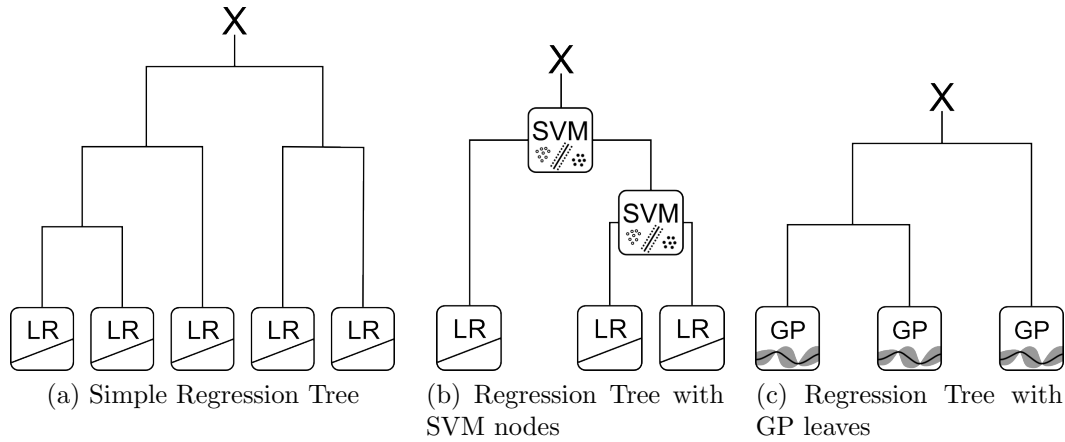 X
LR
LR
LR
LR
LR
(a) Simple Regression Tree
X
SVM
SVM
LR
LR
LR
(b) Regression Tree with
SVM nodes
X
GP
GP
GP
(c) Regression Tree with
GP leaves